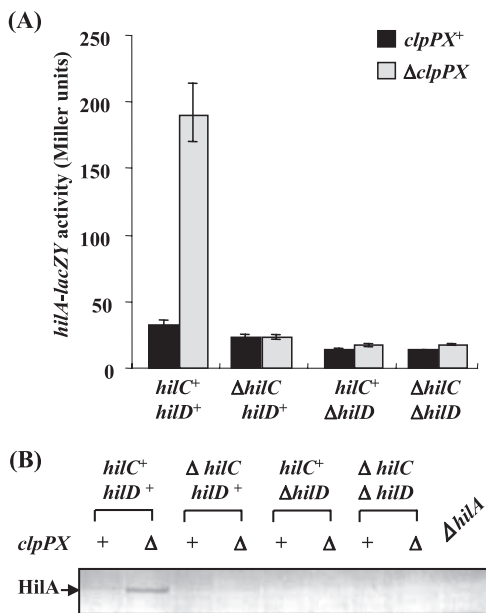 (A)
hilA-lacZY activity (Miller units)
250
200
150
100
50
0
clpPX+
ΔclpPX
hilC+ ΔhilC hilC+ ΔhilC
hilD+ hilD+ ΔhilD ΔhilD
(B)
hilC+ Δ hilC hilC+ Δ hilC
hilD + hilD + ΔhilD Δ hilD
ΔhilA
clpPX + Δ + Δ + Δ + Δ
HilA